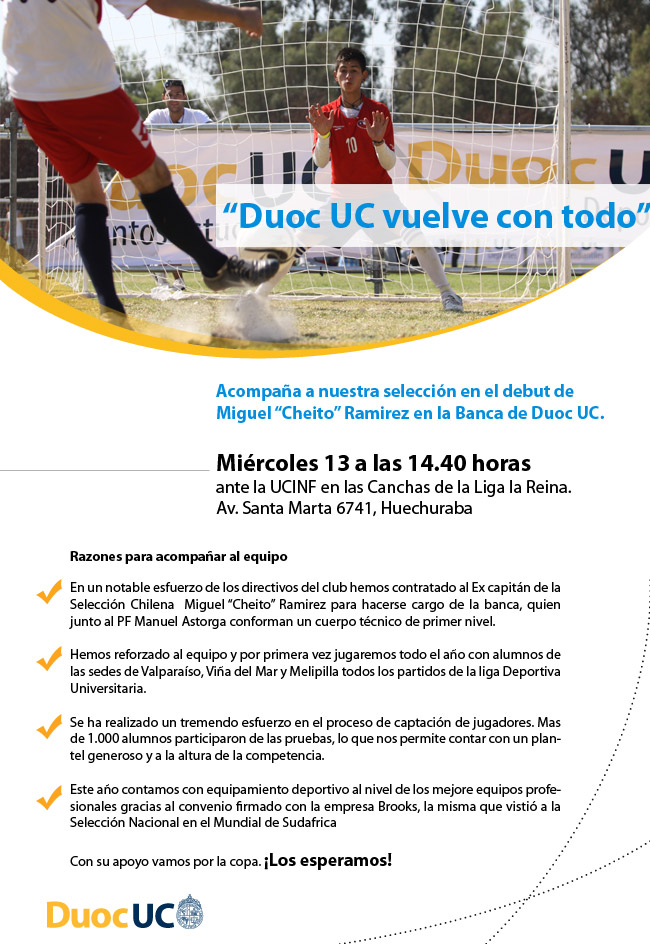 Duoc UC
Duoc U
10
"Duoc UC vuelve con todo"
Acompaña a nuestra selección en el debut de
Miguel "Cheito" Ramirez en la Banca de Duoc UC.
Miércoles 13 a las 14.40 horas
ante la UCINF en las Canchas de la Liga la Reina.
Av. Santa Marta 6741, Huechuraba
Razones para acompañar al equipo
En un notable esfuerzo de los directivos del club hemos contratado al Ex capitán de la
Selección Chilena Miguel "Cheito" Ramirez para hacerse cargo de la banca, quien
junto al PF Manuel Astorga conforman un cuerpo técnico de primer nivel.
Hemos reforzado al equipo y por primera vez jugaremos todo el año con alumnos de
las sedes de Valparaíso, Viña del Mar y Melipilla todos los partidos de la liga Deportiva
Universitaria.
Se ha realizado un tremendo esfuerzo en el proceso de captación de jugadores. Mas
de 1.000 alumnos participaron de las pruebas, lo que nos permite contar con un plan-
tel generoso y a la altura de la competencia.
Este año contamos con equipamiento deportivo al nivel de los mejore equipos profe-
sionales gracias al convenio firmado con la empresa Brooks, la misma que vistió a la
Selección Nacional en el Mundial de Sudafrica
Con su apoyo vamos por la copa. ¡Los esperamos!
Duoc UC